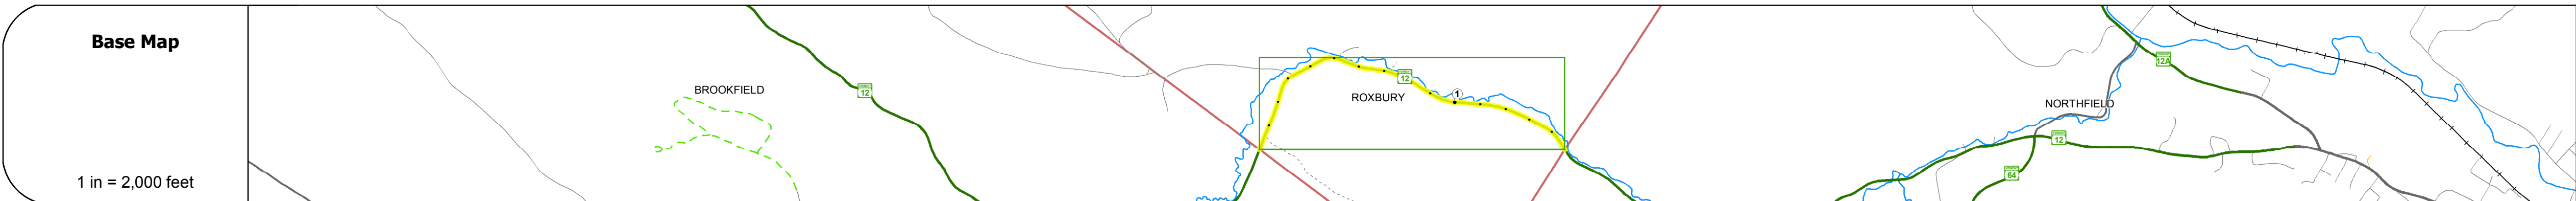 Base Map
1 in = 2,000 feet
BROOKFIELD
12
ROXBURY
12
1
NORTHFIELD
12A
12
64